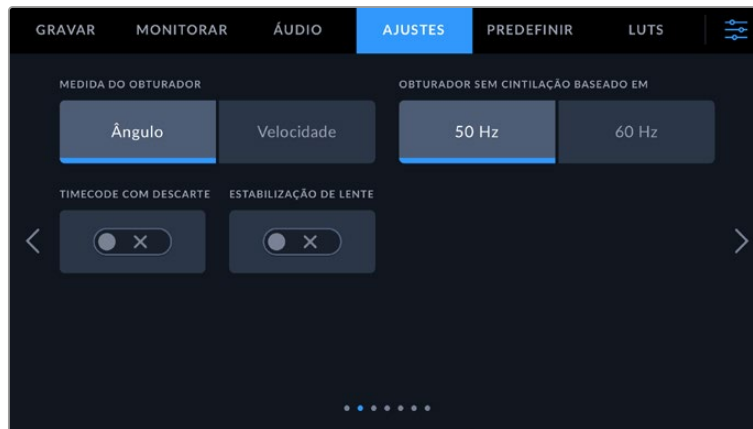 GRAVAR MONITORAR ÁUDIO AJUSTES PREDEFINIR LUTS
MEDIDA DO OBTURADOR OBTURADOR SEM CINTILAÇÃO BASEADO EM
Ângulo Velocidade 50 Hz 60 Hz
TIMECODE COM DESCARTE ESTABILIZAÇÃO DE LENTE